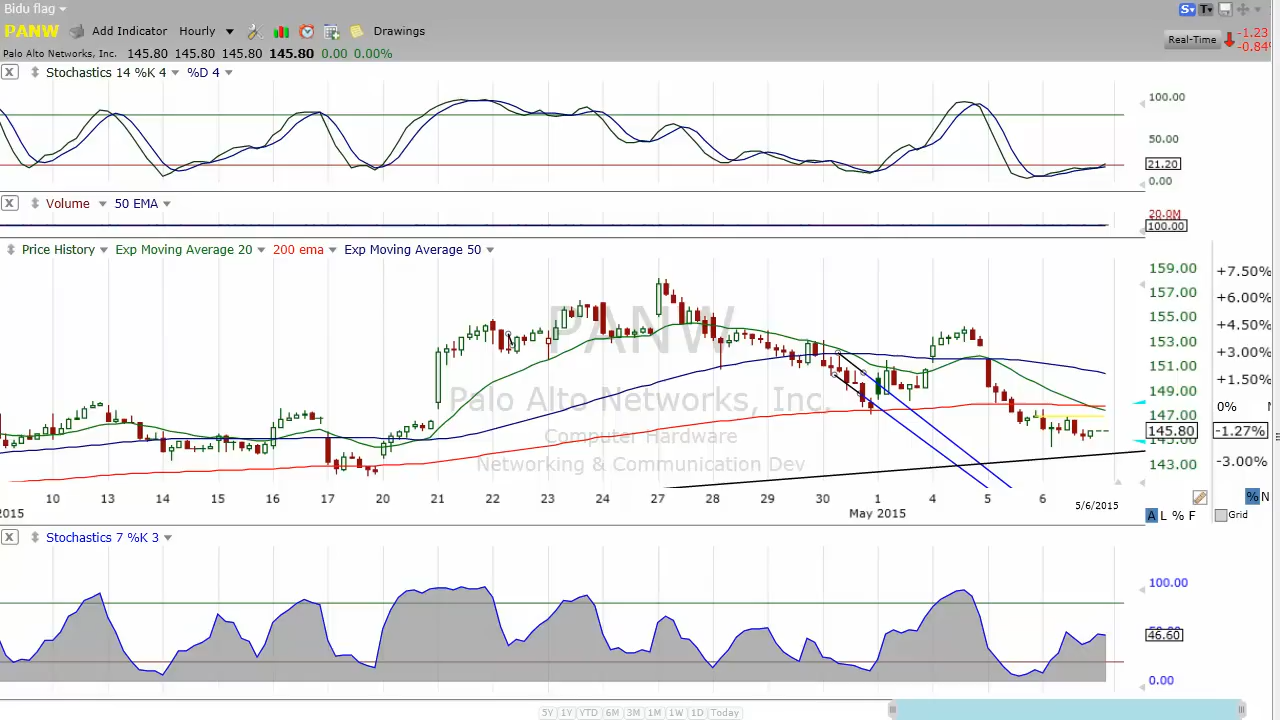 Bidu flag
S T
PANW Add Indicator Hourly Drawings
Real-Time -1.23
-0.84%
Palo Alto Networks, Inc. 145.80 145.80 145.80 145.80 0.00 0.00%
X Stochastics 14 %K 4 %D 4
100.00
50.00
21.20
0.00
X Volume 50 EMA
20.0M
100.00
Price History Exp Moving Average 20 200 ema Exp Moving Average 50
159.00
+7.50%
157.00
+6.00%
155.00
+4.50%
153.00
+3.00%
151.00
+1.50%
149.00
0%
147.00
145.80
-1.27%
145.00
-3.00%
143.00
PANW
Palo Alto Networks, Inc.
Computer Hardware
Networking & Communication Dev
10 13 14 15 16 17 20 21 22 23 24 27 28 29 30 1 4 5 6
% N
2015 May 2015 5/6/2015
A L % F Grid
X Stochastics 7 %K 3
100.00
46.60
0.00
5Y 1Y YTD 6M 3M 1M 1W 1D Today